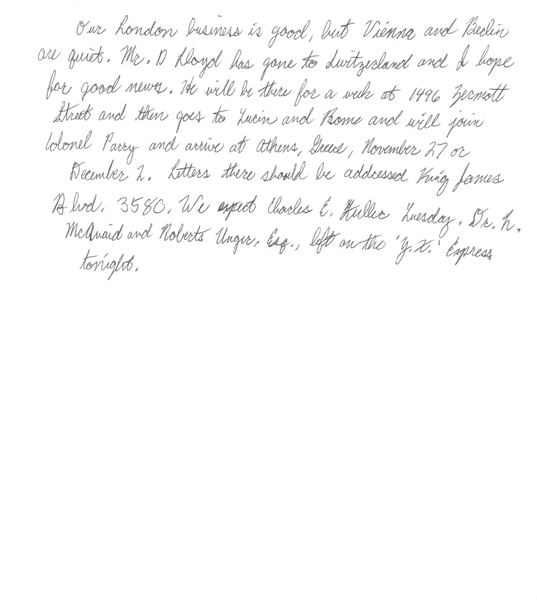 Our London business is good, but Vienna and Berlin
are quiet. Mr. D Lloyd has gone to Switzerland and I hope
for good news. He will be there for a week at 1496 Zermott
Street and then goes to Turin and Rome and will join
Colonel Parry and arrive at Athens, Greece, November 27 or
December 2. Letters there should be addressed King James
Blvd. 3580. We expect Charles E. Fuller Tuesday. Dr. L.
McQuaid and Roberts Unger, Esq., left on the 'Y.X.' Express
tonight.